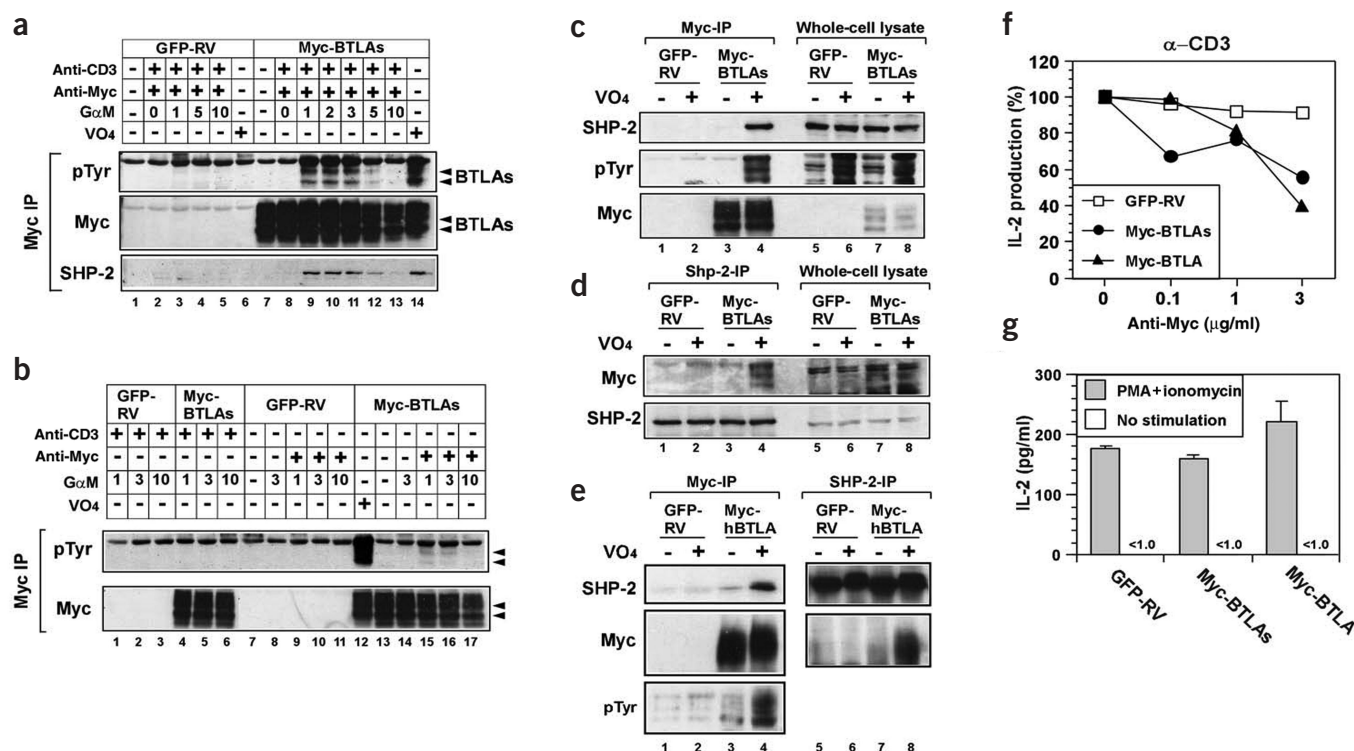 a
GFP-RV Myc-BTLAs
Anti-CD3 - + + + + - - + + + + + + -
Anti-Myc - + + + + - - + + + + + + -
GαM - 0 1 5 10 - - 0 1 2 3 5 10 -
VO4 - - - - - + - - - - - - - +
Myc IP
pTyr BTLAs
Myc BTLAs
SHP-2
1 2 3 4 5 6 7 8 9 10 11 12 13 14
b
GFP-RV Myc-BTLAs GFP-RV Myc-BTLAs
Anti-CD3 + + + + + + - - - - - - - - - - -
Anti-Myc - - - - - - - - + + + - - - + + +
GαM 1 3 10 1 3 10 - 3 1 3 10 - - 3 1 3 10
VO4 - - - - - - - - - - - + - - - - -
Myc IP
pTyr
Myc
1 2 3 4 5 6 7 8 9 10 11 12 13 14 15 16 17
c
Myc-IP Whole-cell lysate
GFP-RV Myc-BTLAs GFP-RV Myc-BTLAs
VO4 - + - + - + - +
SHP-2
pTyr
Myc
1 2 3 4 5 6 7 8
d
Shp-2-IP Whole-cell lysate
GFP-RV Myc-BTLAs GFP-RV Myc-BTLAs
VO4 - + - + - + - +
Myc
SHP-2
1 2 3 4 5 6 7 8
e
Myc-IP SHP-2-IP
GFP-RV Myc-hBTLA GFP-RV Myc-hBTLA
VO4 - + - + - + - +
SHP-2
Myc
pTyr
1 2 3 4 5 6 7 8
f
α-CD3
IL-2 production (%)
120
100
80
60
40
20
0
GFP-RV
Myc-BTLAs
Myc-BTLA
0 0.1 1 3
Anti-Myc (μg/ml)
g
IL-2 (pg/ml)
300
200
100
0
PMA+ionomycin
No stimulation
<1.0 <1.0 <1.0
GFP-RV Myc-BTLAs Myc-BTLA